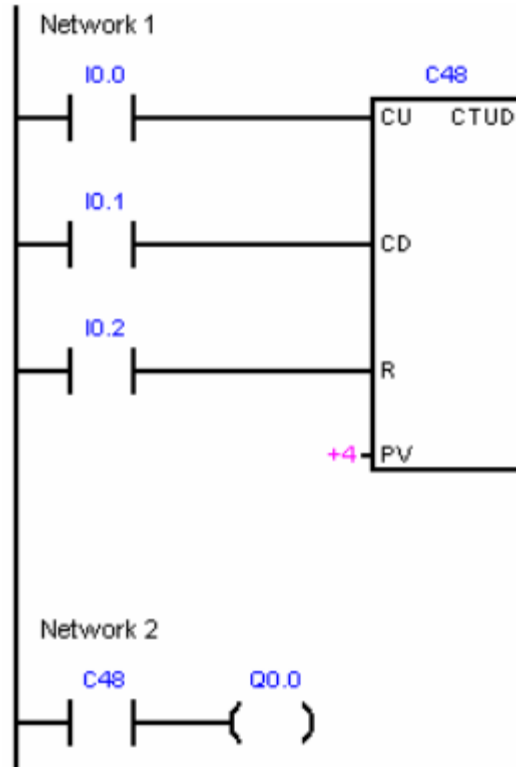 Network 1
I0.0
C48
CU CTUD
I0.1
CD
I0.2
R
+4 PV
Network 2
C48 Q0.0